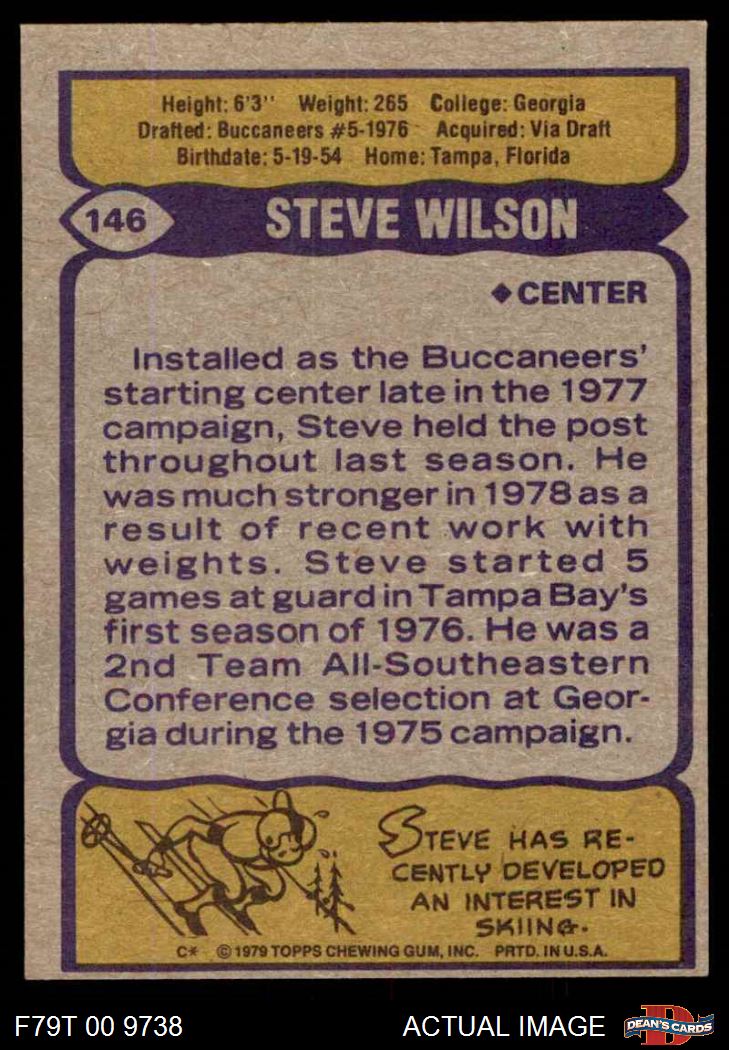 Height: 6'3'' Weight: 265 College: Georgia
Drafted: Buccaneers #5-1976 Acquired: Via Draft
Birthdate: 5-19-54 Home: Tampa, Florida
146
STEVE WILSON
◆CENTER
Installed as the Buccaneers'
starting center late in the 1977
campaign, Steve held the post
throughout last season. He
was much stronger in 1978 as a
result of recent work with
weights. Steve started 5
games at guard in Tampa Bay's
first season of 1976. He was a
2nd Team All-Southeastern
Conference selection at Geor-
gia during the 1975 campaign.
STEVE HAS RE-
CENTLY DEVELOPED
AN INTEREST IN
SKIING.
C* © 1979 TOPPS CHEWING GUM, INC. PRTD. IN U.S.A.
F79T 00 9738
ACTUAL IMAGE
D
DEAN'S CARDS